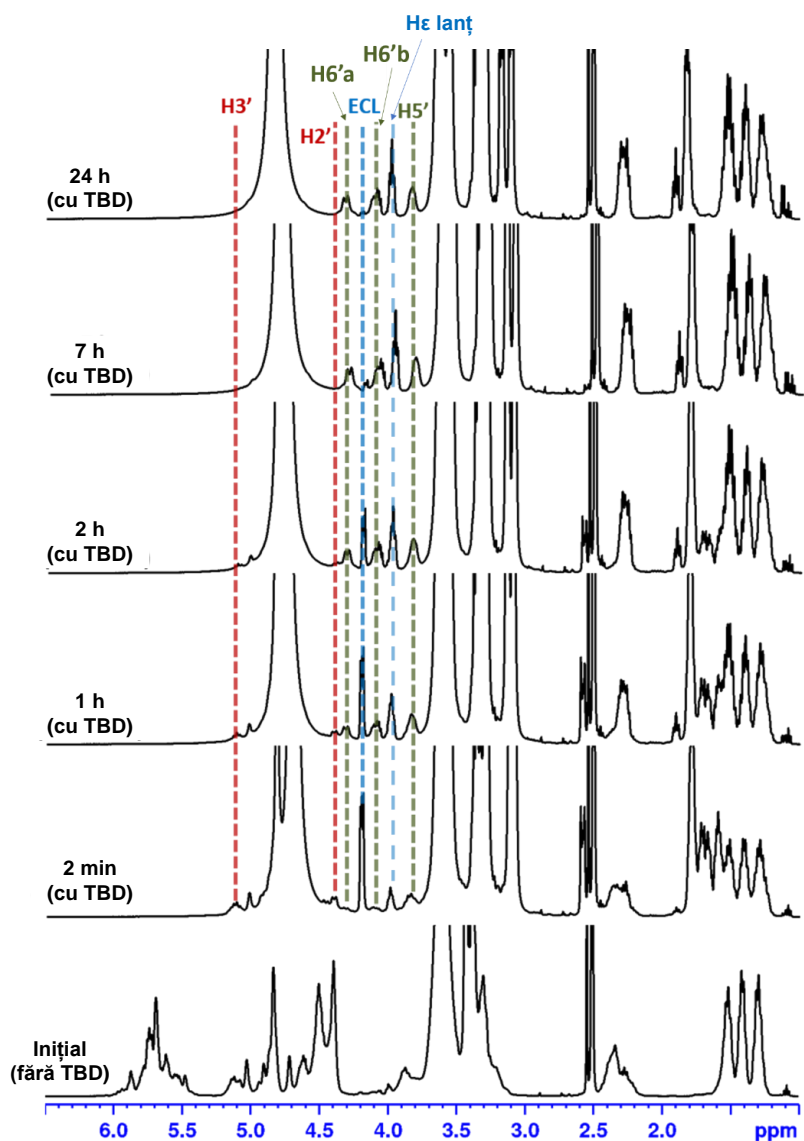 Hε lanț
H6'b
H6'a
H3'
ECL
H5'
H2'
24 h
(cu TBD)
7 h
(cu TBD)
2 h
(cu TBD)
1 h
(cu TBD)
2 min
(cu TBD)
Inițial
(fără TBD)
6.0 5.5 5.0 4.5 4.0 3.5 3.0 2.5 2.0 ppm